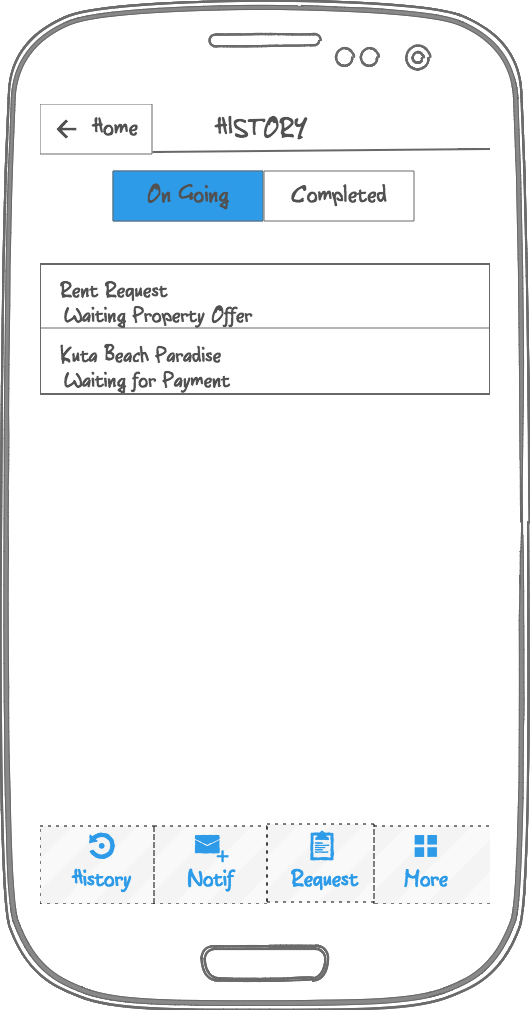 Home
HISTORY
On Going
Completed
Rent Request
Waiting Property Offer
Kuta Beach Paradise
Waiting for Payment
History
Notif
Request
More